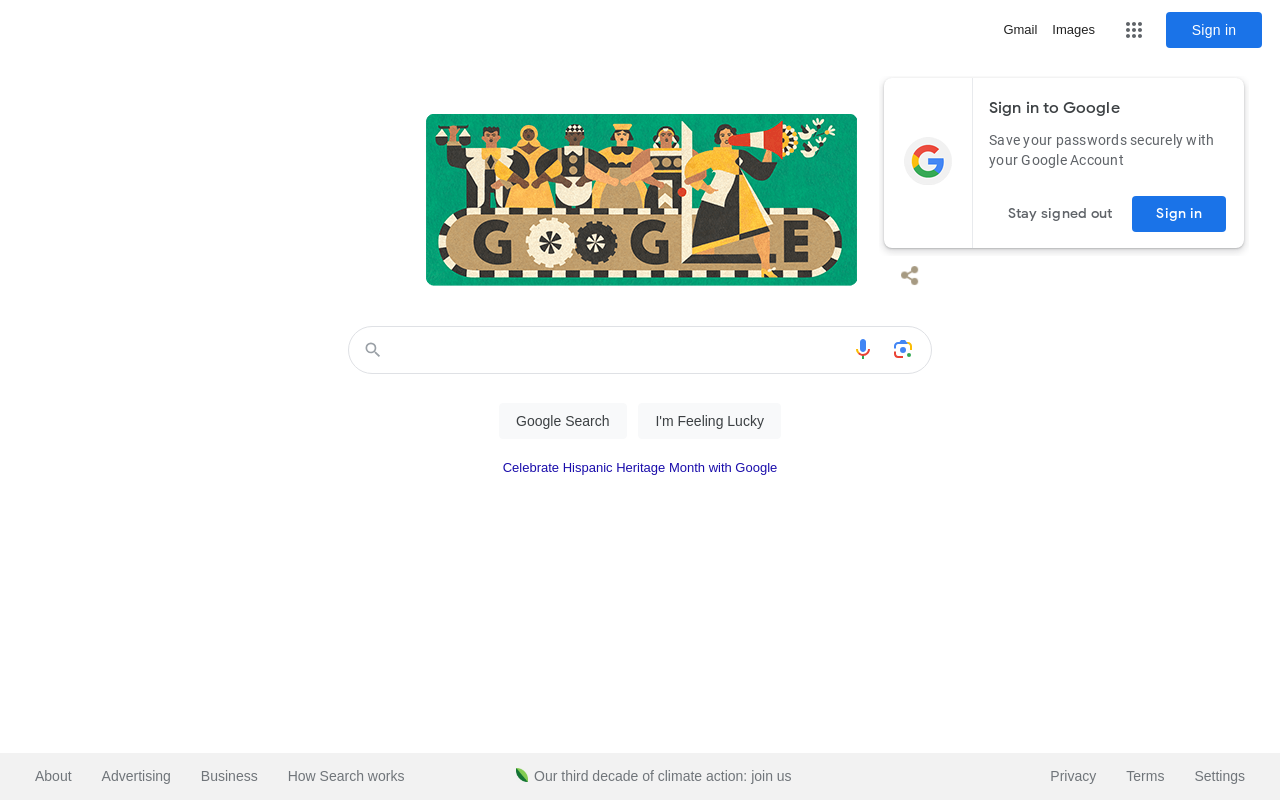 Gmail Images Sign in
Sign in to Google
Save your passwords securely with
your Google Account
Stay signed out Sign in
GOOGLE
Google Search I'm Feeling Lucky
Celebrate Hispanic Heritage Month with Google
About Advertising Business How Search works Our third decade of climate action: join us Privacy Terms Settings